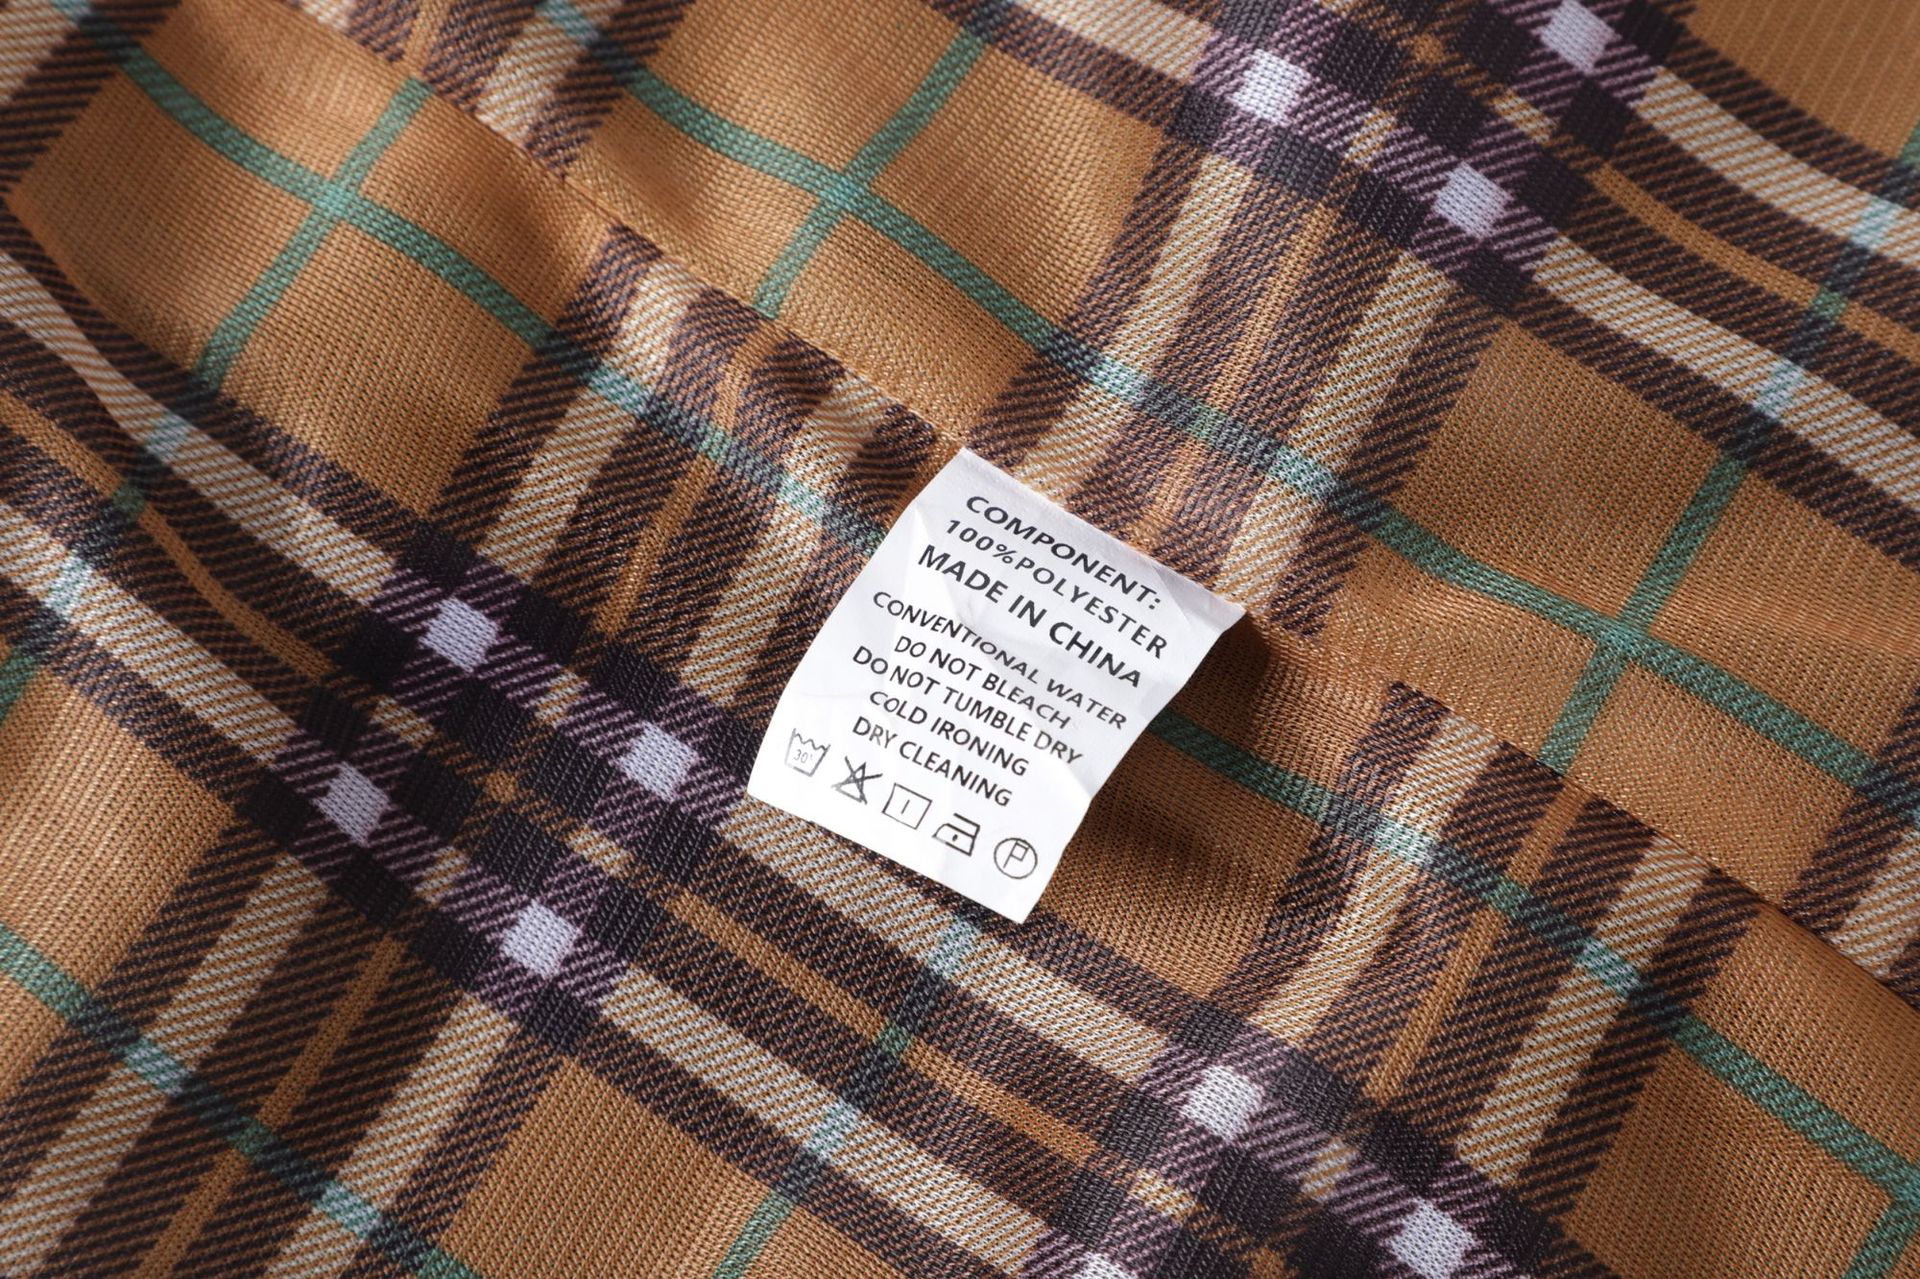 COMPONENT:
100%POLYESTER
MADE IN CHINA
CONVENTIONAL WATER
DO NOT BLEACH
DO NOT TUMBLE DRY
COLD IRONING
DRY CLEANING
30° P